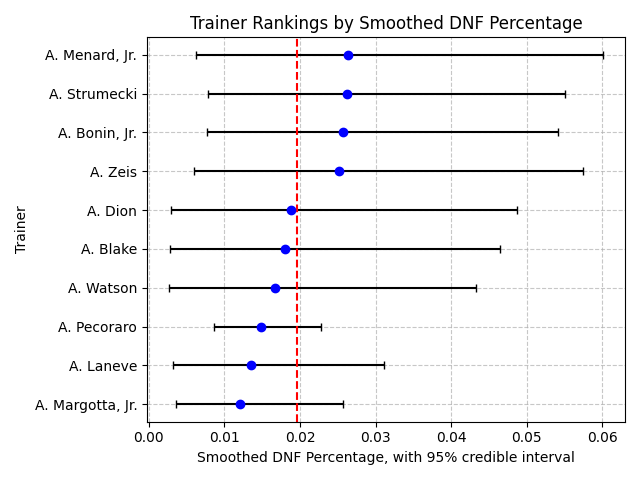 Trainer Rankings by Smoothed DNF Percentage
Trainer
A. Menard, Jr.
A. Strumecki
A. Bonin, Jr.
A. Zeis
A. Dion
A. Blake
A. Watson
A. Pecoraro
A. Laneve
A. Margotta, Jr.
0.00 0.01 0.02 0.03 0.04 0.05 0.06
Smoothed DNF Percentage, with 95% credible interval